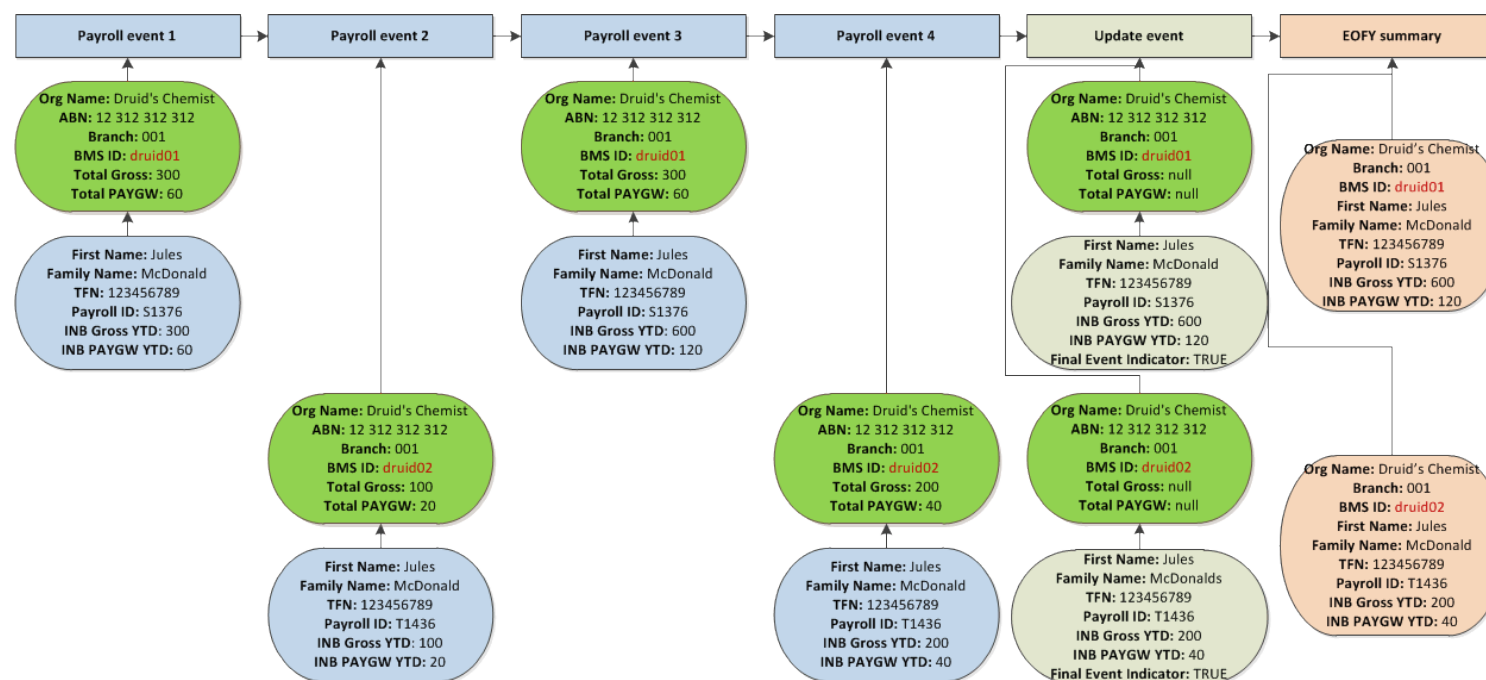 Payroll event 1
Payroll event 2
Payroll event 3
Payroll event 4
Update event
EOFY summary
Org Name: Druid's Chemist
ABN: 12 312 312 312
Branch: 001
BMS ID: druid01
Total Gross: 300
Total PAYGW: 60
First Name: Jules
Family Name: McDonald
TFN: 123456789
Payroll ID: S1376
INB Gross YTD: 300
INB PAYGW YTD: 60
Org Name: Druid's Chemist
ABN: 12 312 312 312
Branch: 001
BMS ID: druid02
Total Gross: 100
Total PAYGW: 20
First Name: Jules
Family Name: McDonald
TFN: 123456789
Payroll ID: T1436
INB Gross YTD: 100
INB PAYGW YTD: 20
Org Name: Druid's Chemist
ABN: 12 312 312 312
Branch: 001
BMS ID: druid01
Total Gross: 300
Total PAYGW: 60
First Name: Jules
Family Name: McDonald
TFN: 123456789
Payroll ID: S1376
INB Gross YTD: 600
INB PAYGW YTD: 120
Org Name: Druid's Chemist
ABN: 12 312 312 312
Branch: 001
BMS ID: druid02
Total Gross: 200
Total PAYGW: 40
First Name: Jules
Family Name: McDonald
TFN: 123456789
Payroll ID: T1436
INB Gross YTD: 200
INB PAYGW YTD: 40
Org Name: Druid's Chemist
ABN: 12 312 312 312
Branch: 001
BMS ID: druid01
Total Gross: null
Total PAYGW: null
First Name: Jules
Family Name: McDonald
TFN: 123456789
Payroll ID: S1376
INB Gross YTD: 600
INB PAYGW YTD: 120
Final Event Indicator: TRUE
Org Name: Druid's Chemist
ABN: 12 312 312 312
Branch: 001
BMS ID: druid02
Total Gross: null
Total PAYGW: null
First Name: Jules
Family Name: McDonalds
TFN: 123456789
Payroll ID: T1436
INB Gross YTD: 200
INB PAYGW YTD: 40
Final Event Indicator: TRUE
Org Name: Druid’s Chemist
Branch: 001
BMS ID: druid01
First Name: Jules
Family Name: McDonald
TFN: 123456789
Payroll ID: S1376
INB Gross YTD: 600
INB PAYGW YTD: 120
Org Name: Druid’s Chemist
Branch: 001
BMS ID: druid02
First Name: Jules
Family Name: McDonald
TFN: 123456789
Payroll ID: T1436
INB Gross YTD: 200
INB PAYGW YTD: 40